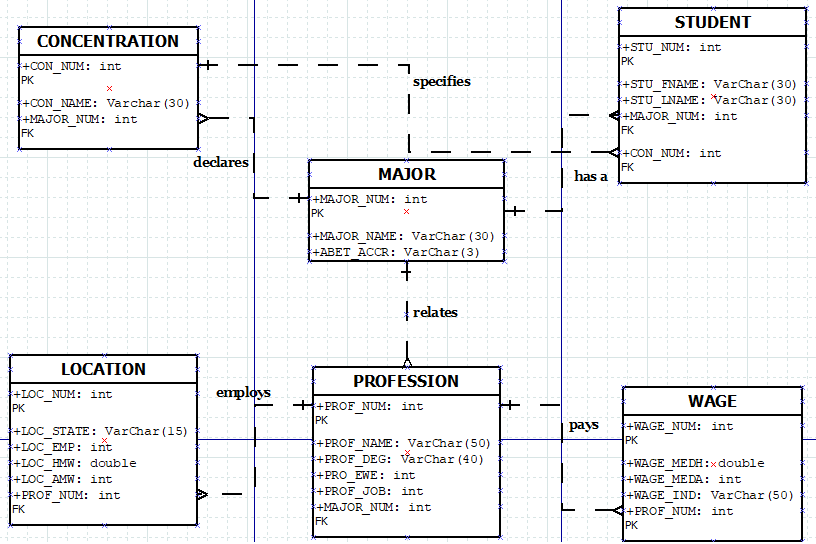 CONCENTRATION
+CON_NUM: int
PK
+CON_NAME: Varchar(30)
+MAJOR_NUM: int
FK
specifies
STUDENT
+STU_NUM: int
PK
+STU_FNAME: VarChar(30)
+STU_LNAME: VarChar(30)
+MAJOR_NUM: int
FK
+CON_NUM: int
FK
declares
has a
MAJOR
+MAJOR_NUM: int
PK
+MAJOR_NAME: VarChar(30)
+ABET_ACCR: VarChar(3)
relates
LOCATION
+LOC_NUM: int
PK
+LOC_STATE: VarChar(15)
+LOC_EMP: int
+LOC_HMW: double
+LOC_AMW: int
+PROF_NUM: int
FK
employs
PROFESSION
+PROF_NUM: int
PK
+PROF_NAME: VarChar(50)
+PROF_DEG: VarChar(40)
+PRO_EWE: int
+PROF_JOB: int
+MAJOR_NUM: int
FK
pays
WAGE
+WAGE_NUM: int
PK
+WAGE_MEDH: double
+WAGE_MEDA: int
+WAGE_IND: VarChar(50)
+PROF_NUM: int
PK